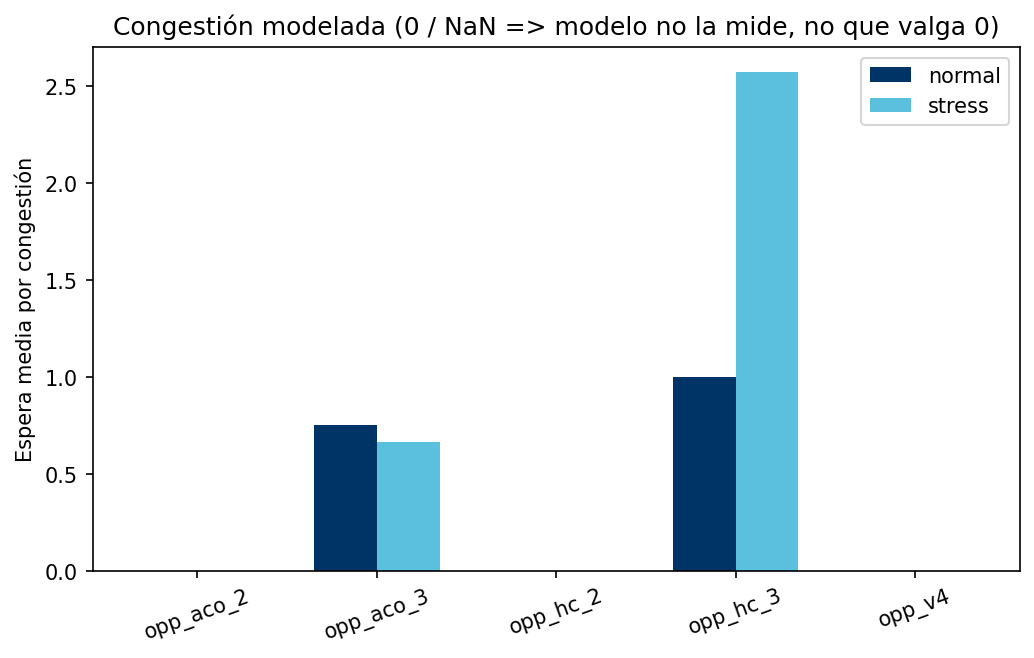 Congestión modelada (0 / NaN => modelo no la mide, no que valga 0)
normal
stress
Espera media por congestión
2.5
2.0
1.5
1.0
0.5
0.0
opp_aco_2
opp_aco_3
opp_hc_2
opp_hc_3
opp_v4